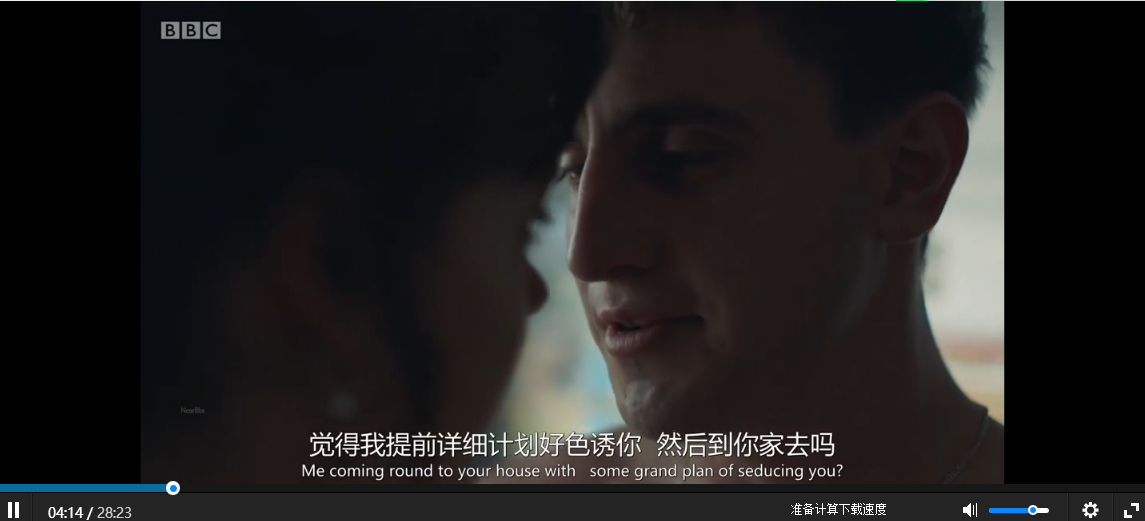 BBC
NearBbs
觉得我提前详细计划好色诱你 然后到你家去吗
Me coming round to your house with some grand plan of seducing you?
04:14 / 28:23
准备计算下载速度